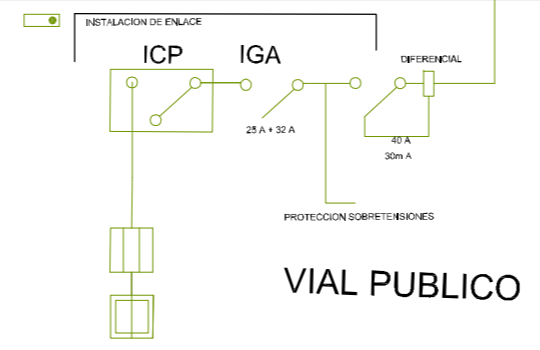 INSTALACION DE ENLACE
ICP
IGA
DIFERENCIAL
25 A + 32 A
40 A
30m A
PROTECCION SOBRETENSIONES
VIAL PUBLICO